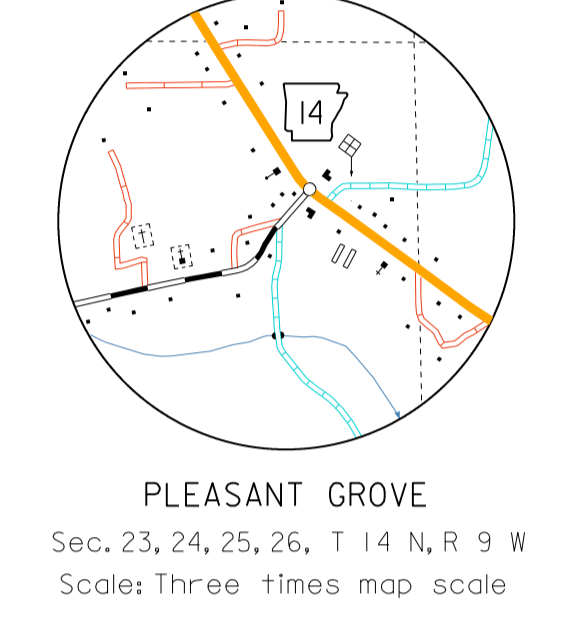 14
PLEASANT GROVE
Sec. 23, 24, 25, 26, T 14 N, R 9 W
Scale: Three times map scale